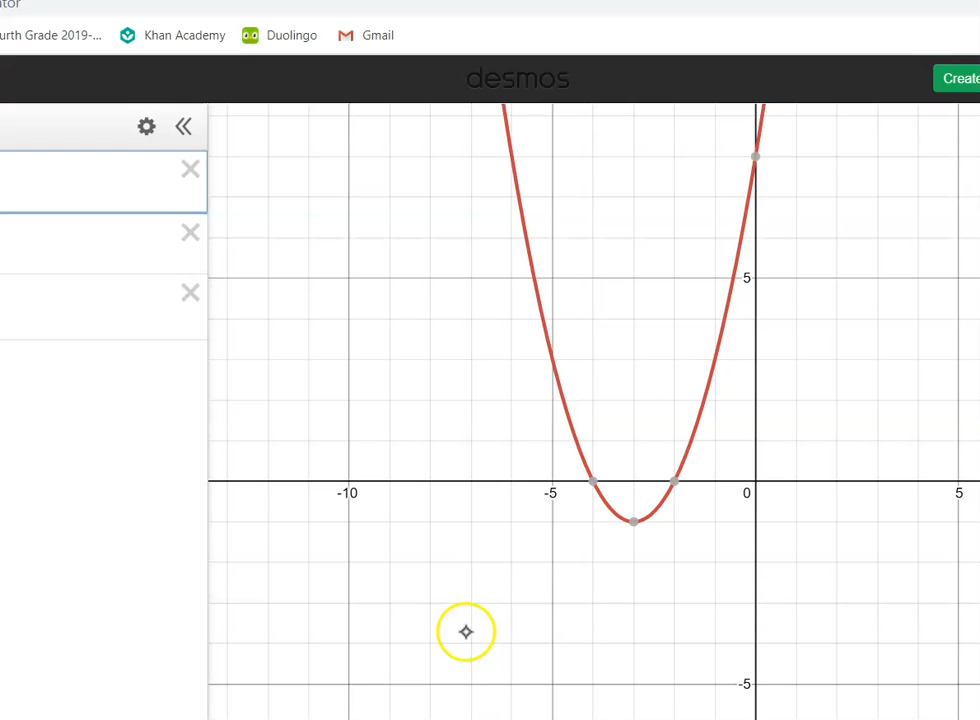 ator
urth Grade 2019-... Khan Academy Duolingo Gmail
desmos
Create
5
-10 -5 0 5
-5